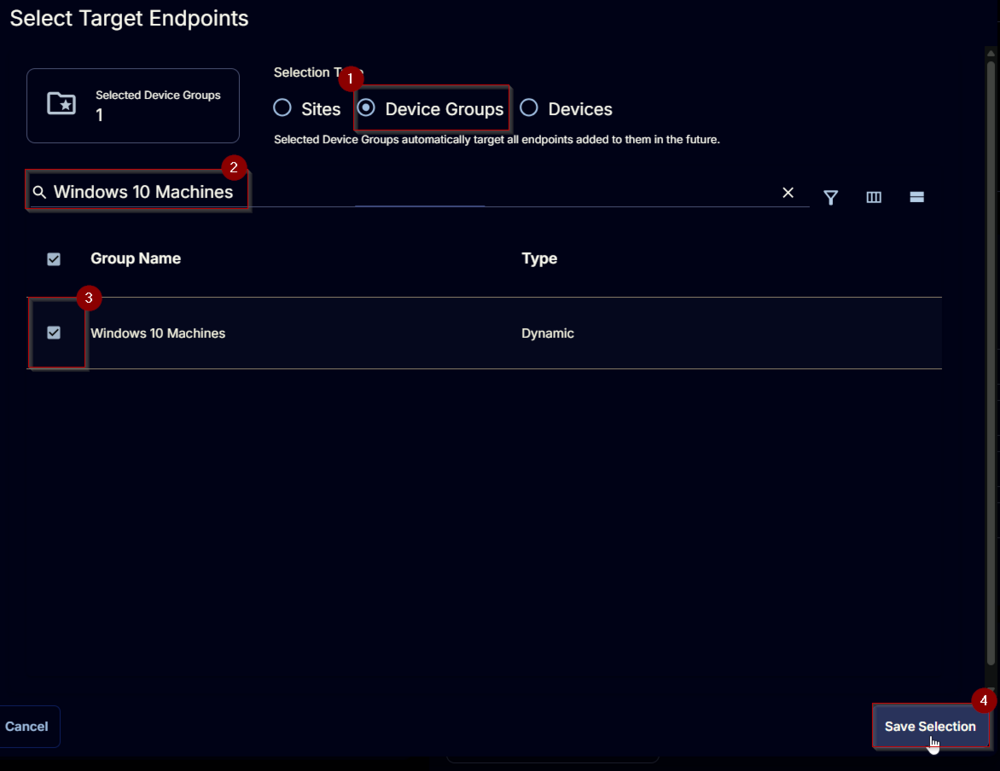 Select Target Endpoints
Selected Device Groups
1
Selection
1
Sites
Device Groups
Devices
Selected Device Groups automatically target all endpoints added to them in the future.
2
Windows 10 Machines
Group Name
Type
3
Windows 10 Machines
Dynamic
4
Cancel
Save Selection